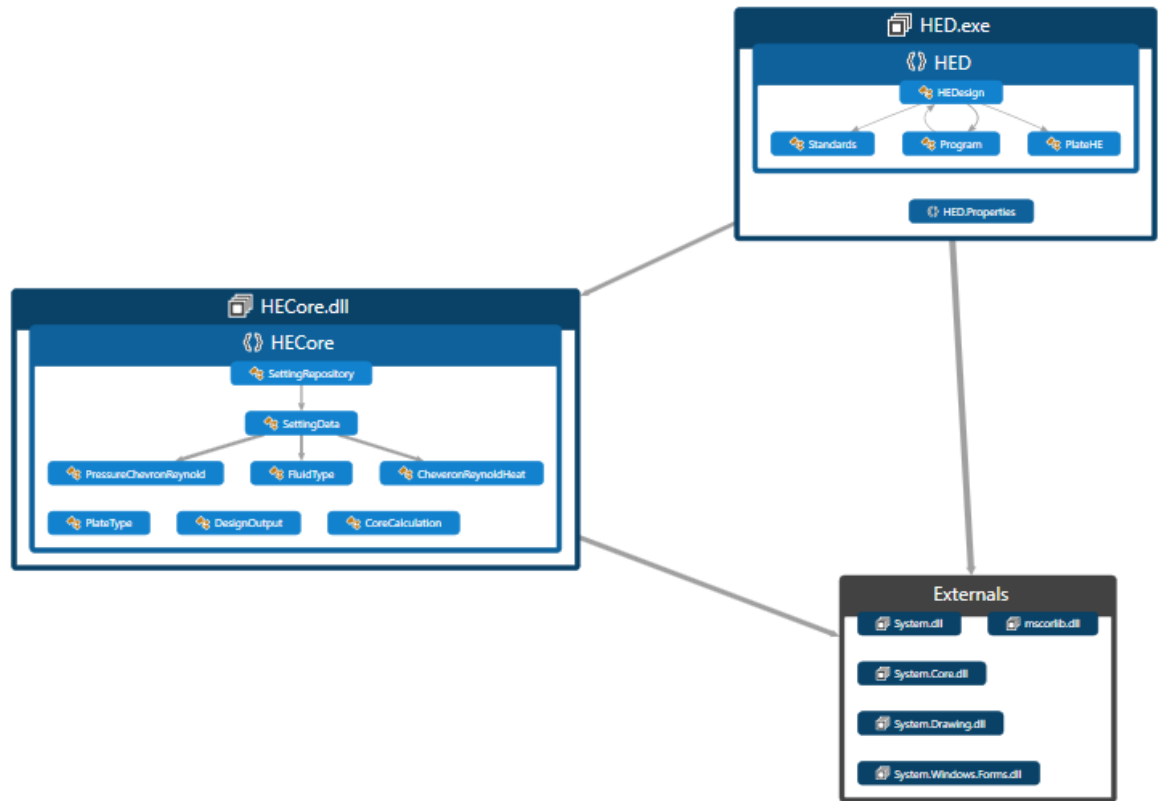 HED.exe
HED
HEDesign
Standards
Program
PlateHE
HED.Properties
HECore.dll
HECore
SettingRepository
SettingData
PressureChevronReynold
FluidType
CheveronReynoldHeat
PlateType
DesignOutput
CoreCalculation
Externals
System.dll
mscorlib.dll
System.Core.dll
System.Drawing.dll
System.Windows.Forms.dll